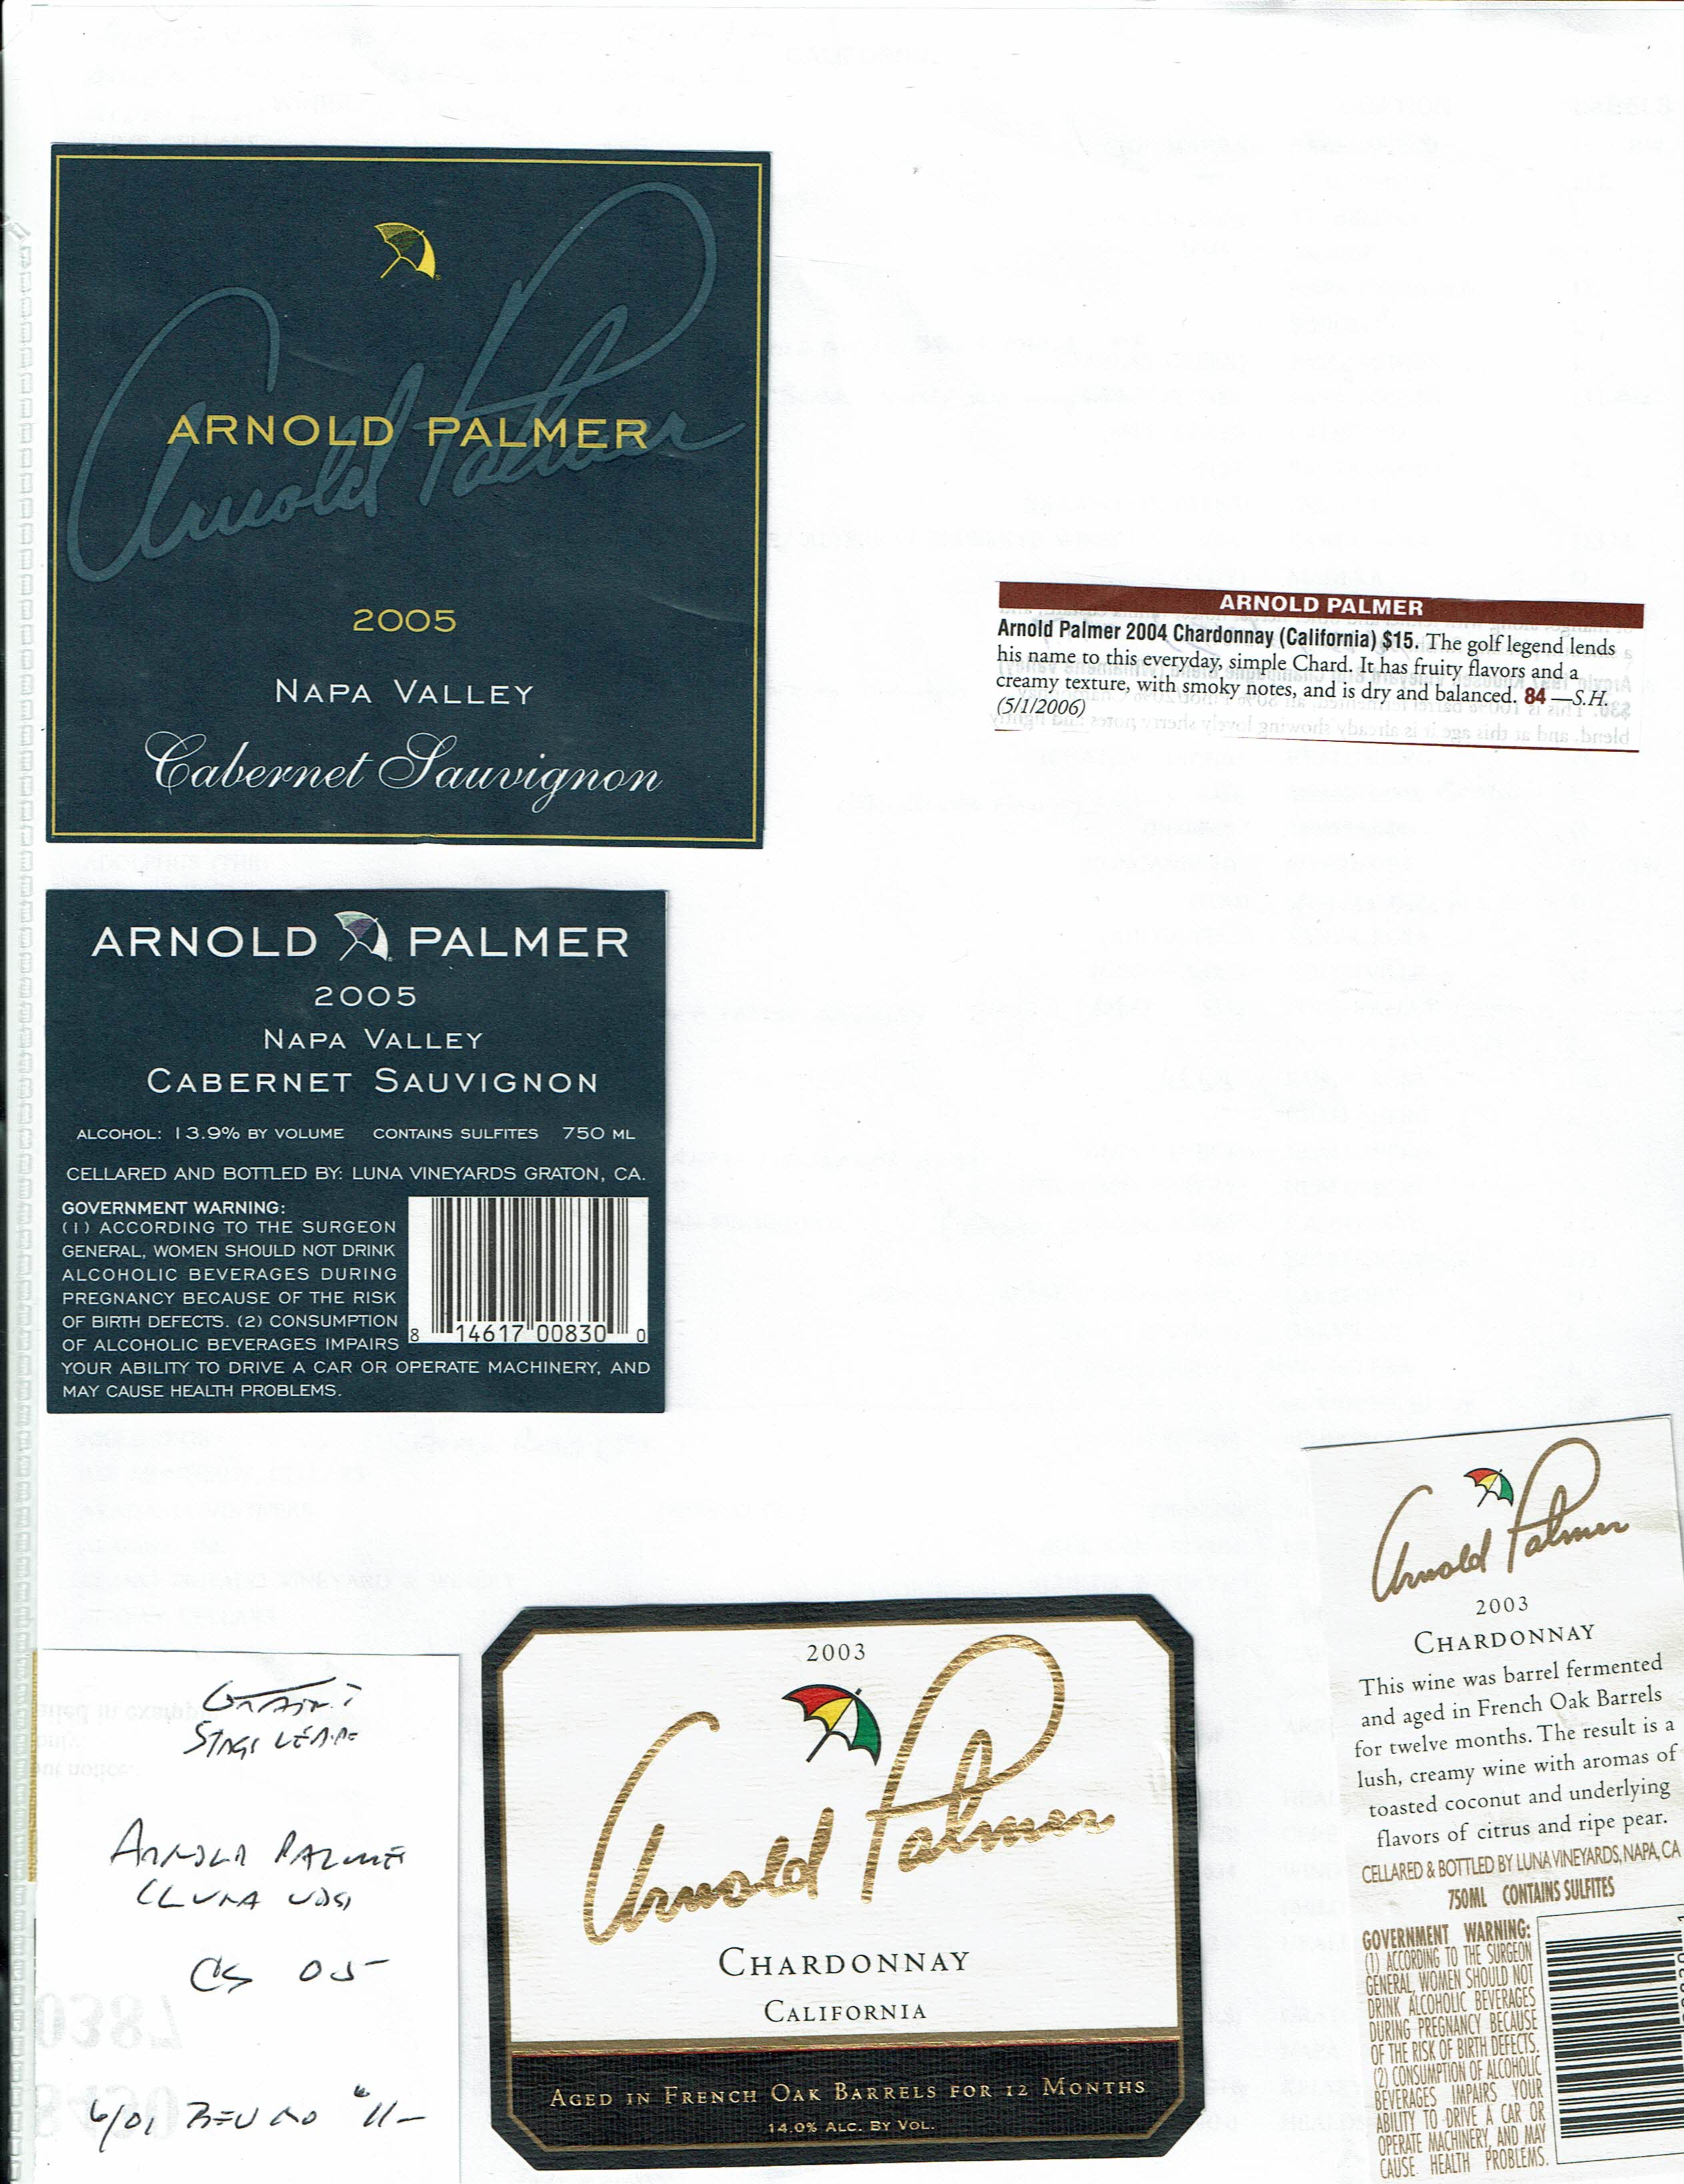 Arnold Palmer
ARNOLD PALMER
2005
NAPA VALLEY
Cabernet Sauvignon
ARNOLD PALMER
2005
NAPA VALLEY
CABERNET SAUVIGNON
ALCOHOL: 13.9% BY VOLUME CONTAINS SULFITES 750 ML
CELLARED AND BOTTLED BY: LUNA VINEYARDS GRATON, CA.
GOVERNMENT WARNING:
(1) ACCORDING TO THE SURGEON
GENERAL, WOMEN SHOULD NOT DRINK
ALCOHOLIC BEVERAGES DURING
PREGNANCY BECAUSE OF THE RISK
OF BIRTH DEFECTS. (2) CONSUMPTION
OF ALCOHOLIC BEVERAGES IMPAIRS
YOUR ABILITY TO DRIVE A CAR OR OPERATE MACHINERY, AND
MAY CAUSE HEALTH PROBLEMS.
8 14617 00830 0
ARNOLD PALMER
Arnold Palmer 2004 Chardonnay (California) $15. The golf legend lends
his name to this everyday, simple Chard. It has fruity flavors and a
creamy texture, with smoky notes, and is dry and balanced. 84 —S.H.
(5/1/2006)
ARNOLD PALMER
CS 05
2003
Arnold Palmer
CHARDONNAY
CALIFORNIA
AGED IN FRENCH OAK BARRELS FOR 12 MONTHS
14.0% ALC. BY VOL.
Arnold Palmer
2003
CHARDONNAY
This wine was barrel fermented
and aged in French Oak Barrels
for twelve months. The result is a
lush, creamy wine with aromas of
toasted coconut and underlying
flavors of citrus and ripe pear.
CELLARED & BOTTLED BY LUNA VINEYARDS, NAPA, CA
750ML CONTAINS SULFITES
GOVERNMENT WARNING:
(1) ACCORDING TO THE SURGEON
GENERAL, WOMEN SHOULD NOT
DRINK ALCOHOLIC BEVERAGES
DURING PREGNANCY BECAUSE
OF THE RISK OF BIRTH DEFECTS.
(2) CONSUMPTION OF ALCOHOLIC
BEVERAGES IMPAIRS YOUR
ABILITY TO DRIVE A CAR OR
OPERATE MACHINERY, AND MAY
CAUSE HEALTH PROBLEMS.